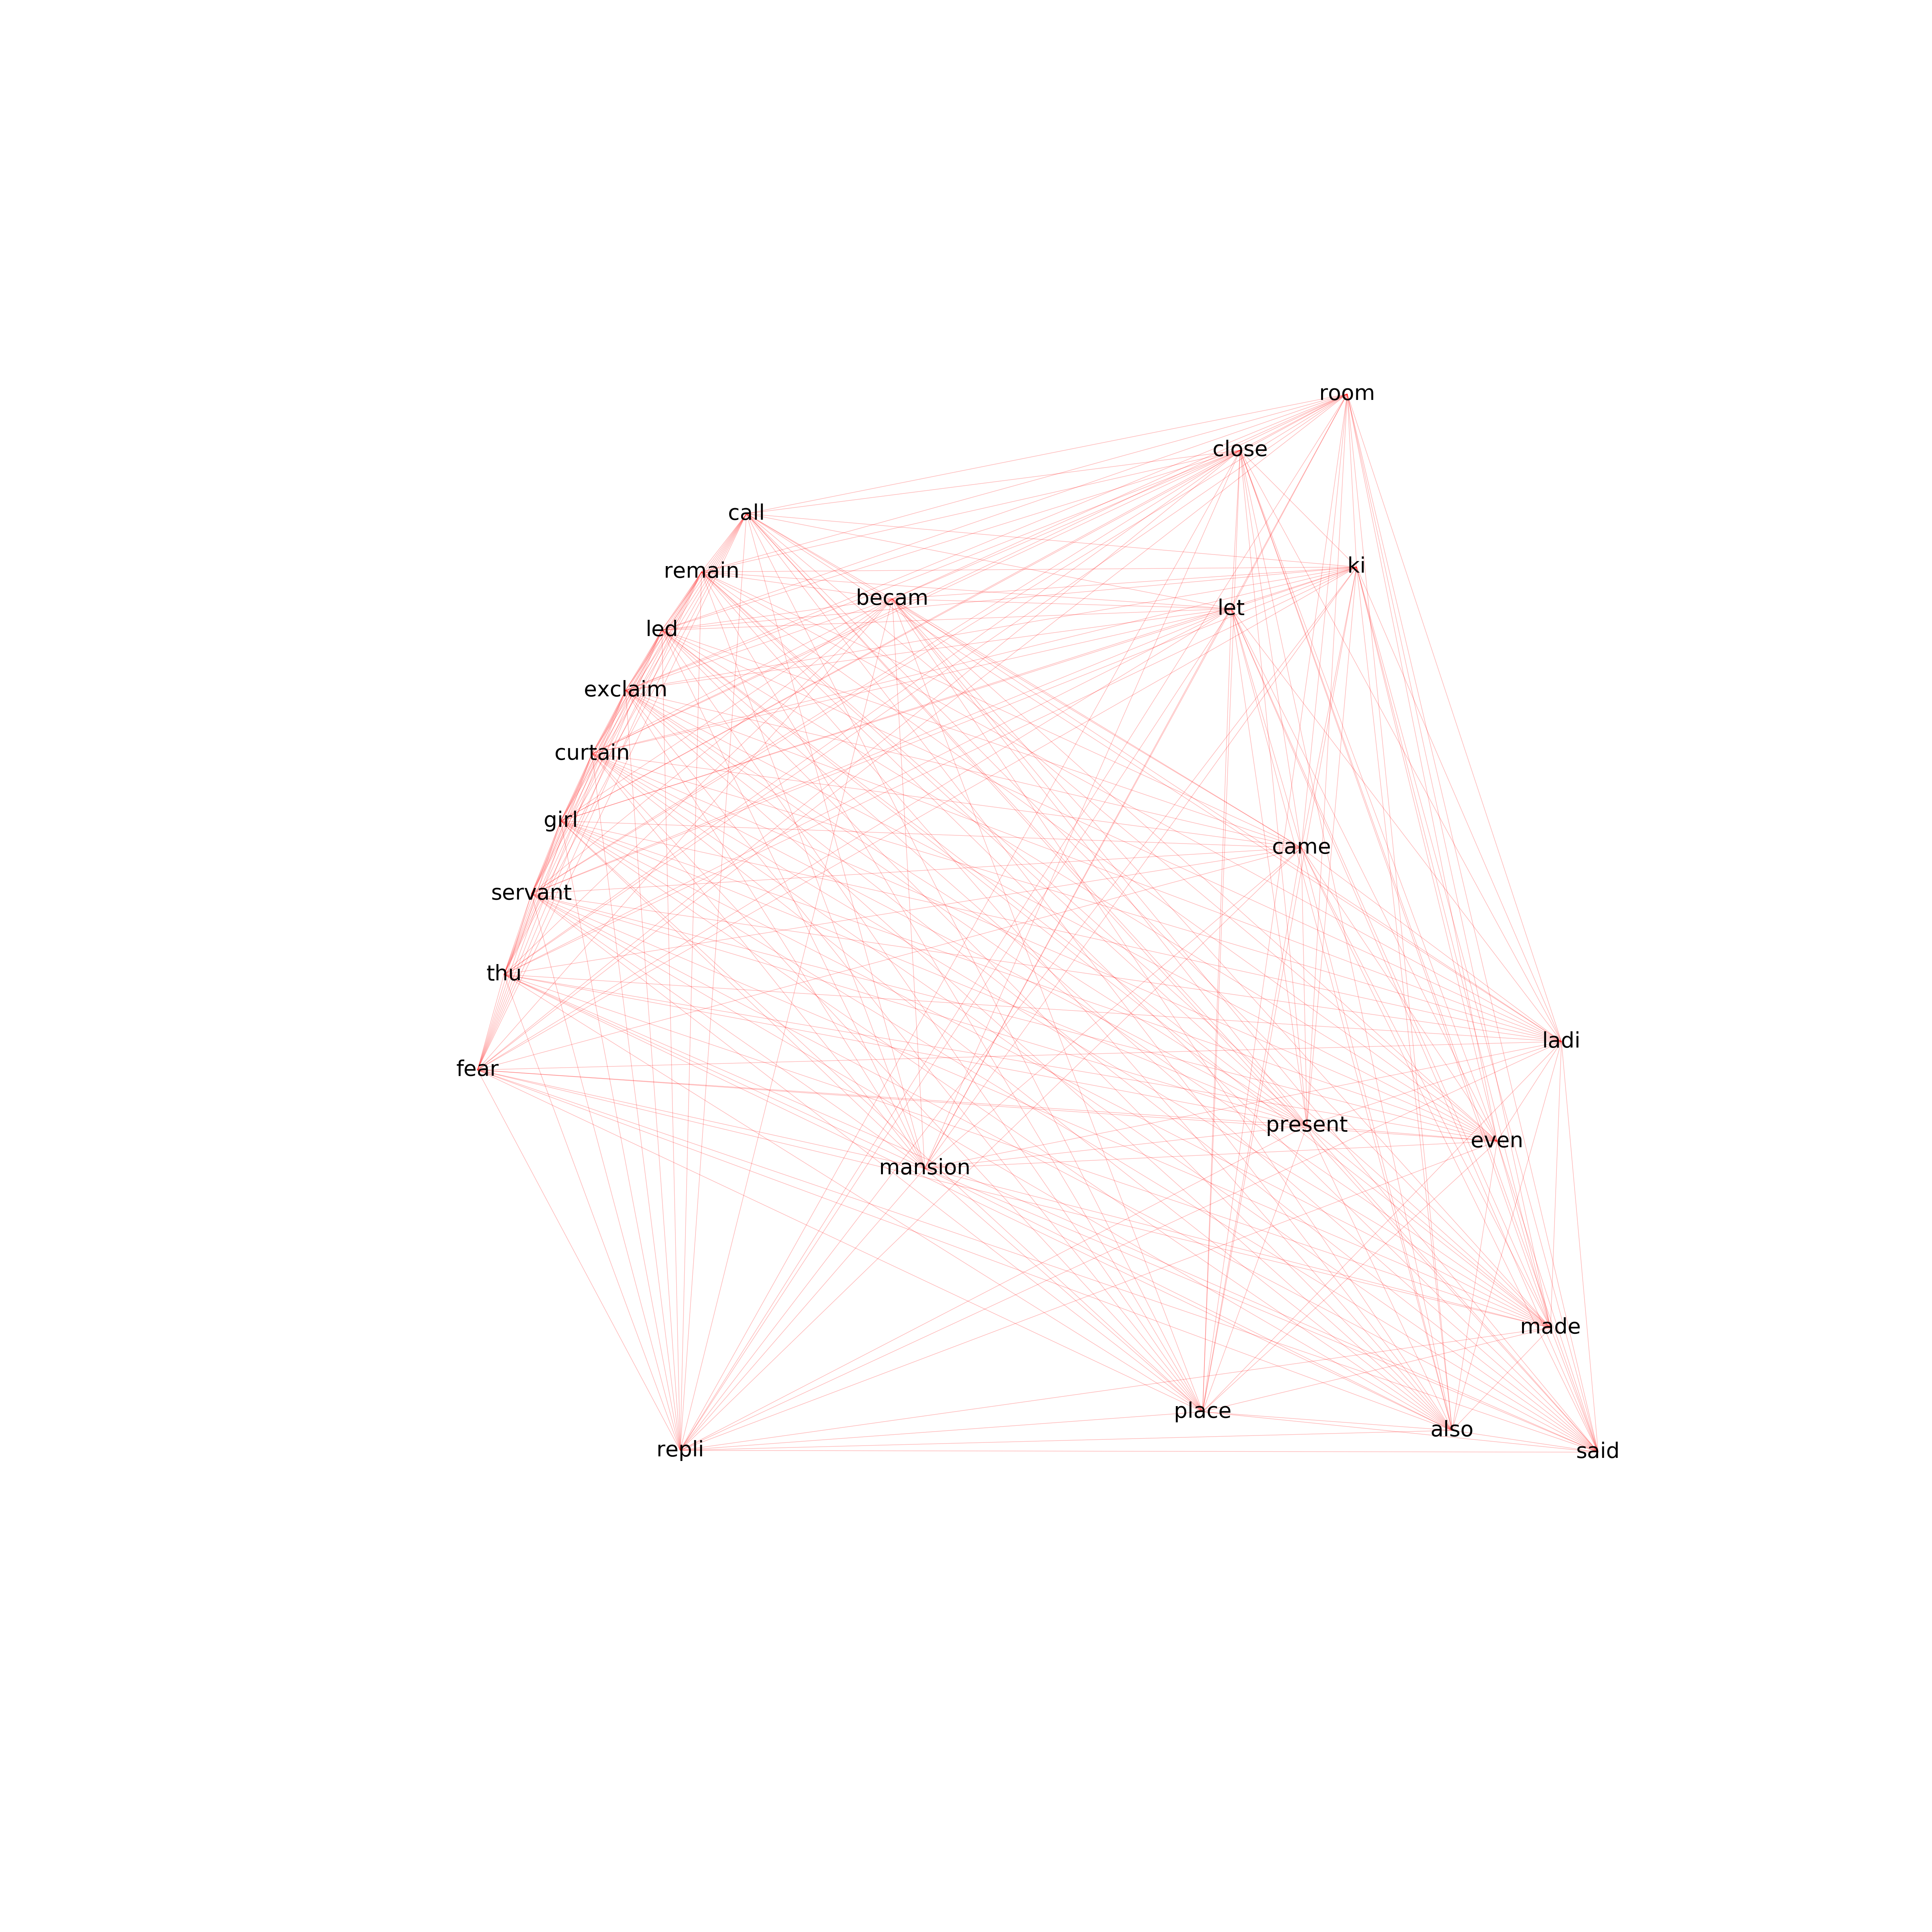 room
close
call
ki
remain
becam
let
led
exclaim
curtain
girl
came
servant
thu
ladi
fear
present
even
mansion
made
place
also
repli
said